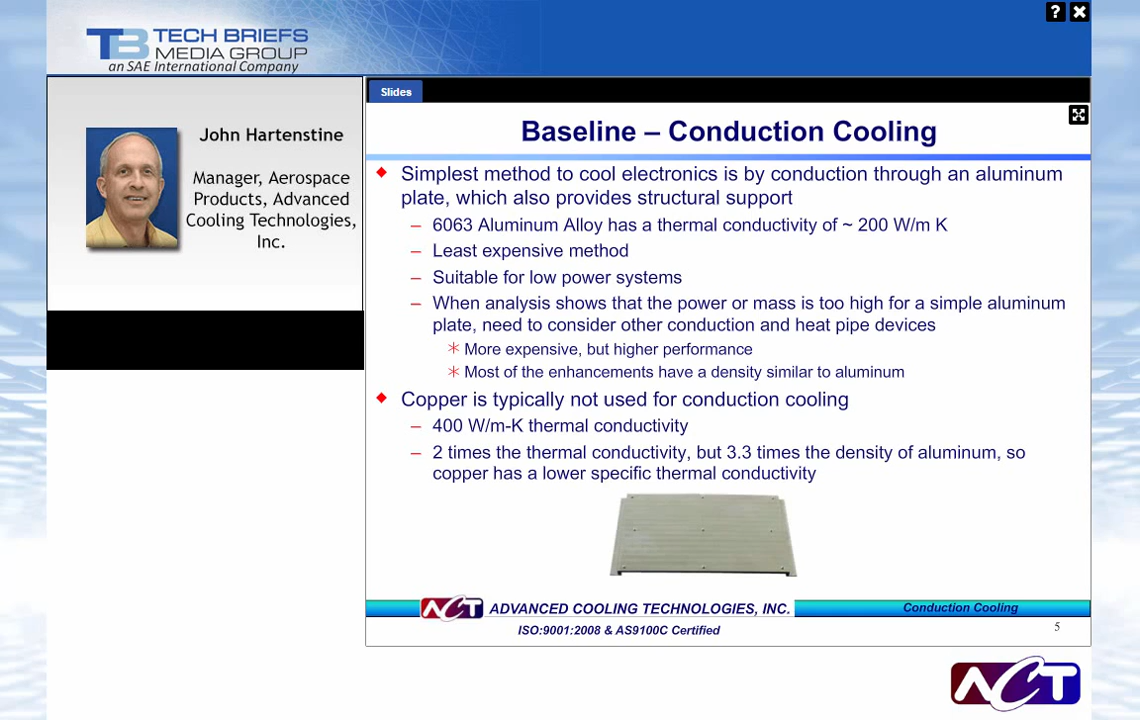 TB TECH BRIEFS
MEDIA GROUP
an SAE International Company
? ✖
John Hartenstine
Manager, Aerospace
Products, Advanced
Cooling Technologies,
Inc.
Slides
Baseline – Conduction Cooling
Simplest method to cool electronics is by conduction through an aluminum
plate, which also provides structural support
– 6063 Aluminum Alloy has a thermal conductivity of ~ 200 W/m K
– Least expensive method
– Suitable for low power systems
– When analysis shows that the power or mass is too high for a simple aluminum
plate, need to consider other conduction and heat pipe devices
* More expensive, but higher performance
* Most of the enhancements have a density similar to aluminum
Copper is typically not used for conduction cooling
– 400 W/m-K thermal conductivity
– 2 times the thermal conductivity, but 3.3 times the density of aluminum, so
copper has a lower specific thermal conductivity
ACT ADVANCED COOLING TECHNOLOGIES, INC. Conduction Cooling
ISO:9001:2008 & AS9100C Certified
5
ACT